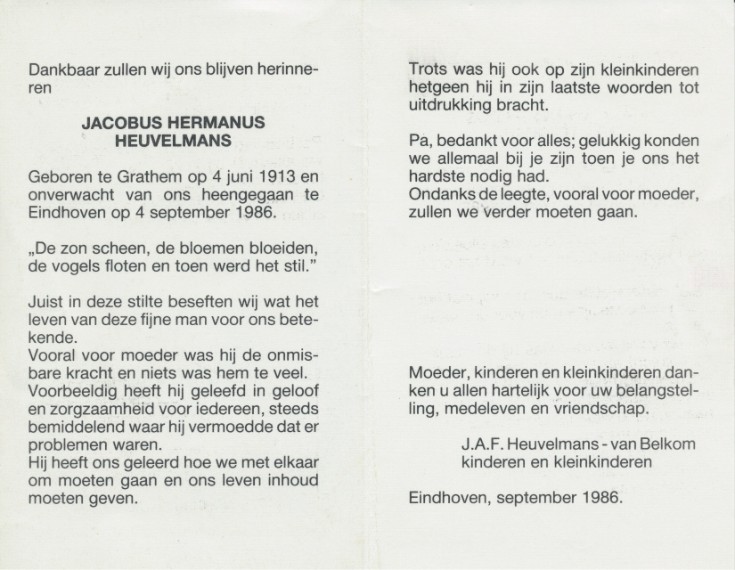 Dankbaar zullen wij ons blijven herinne-
ren
JACOBUS HERMANUS
HEUVELMANS
Geboren te Grathem op 4 juni 1913 en
onverwacht van ons heengegaan te
Eindhoven op 4 september 1986.
„De zon scheen, de bloemen bloeiden,
de vogels floten en toen werd het stil.”
Juist in deze stilte beseften wij wat het
leven van deze fijne man voor ons bete-
kende.
Vooral voor moeder was hij de onmis-
bare kracht en niets was hem te veel.
Voorbeeldig heeft hij geleefd in geloof
en zorgzaamheid voor iedereen, steeds
bemiddelend waar hij vermoedde dat er
problemen waren.
Hij heeft ons geleerd hoe we met elkaar
om moeten gaan en ons leven inhoud
moeten geven.
Trots was hij ook op zijn kleinkinderen
hetgeen hij in zijn laatste woorden tot
uitdrukking bracht.
Pa, bedankt voor alles; gelukkig konden
we allemaal bij je zijn toen je ons het
hardste nodig had.
Ondanks de leegte, vooral voor moeder,
zullen we verder moeten gaan.
Moeder, kinderen en kleinkinderen dan-
ken u allen hartelijk voor uw belangstel-
ling, medeleven en vriendschap.
J.A.F. Heuvelmans - van Belkom
kinderen en kleinkinderen
Eindhoven, september 1986.